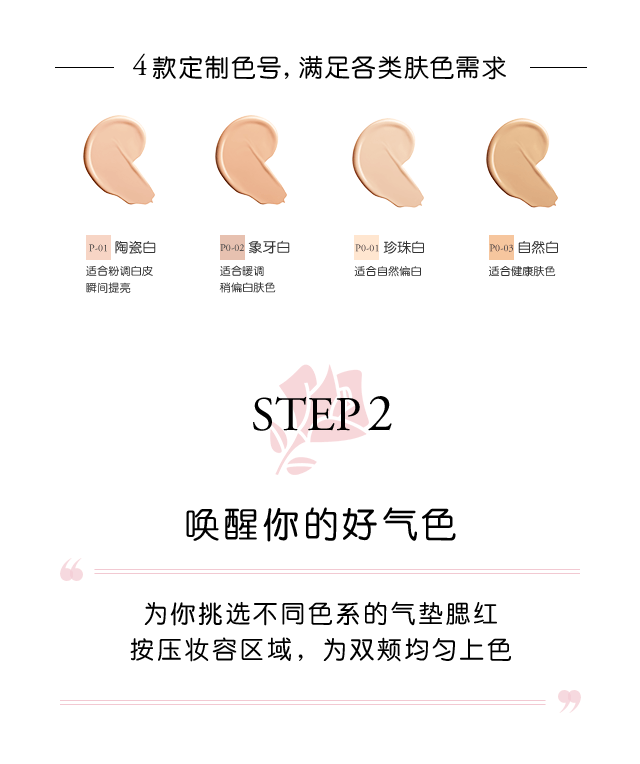 4款定制色号,满足各类肤色需求
P-01 陶瓷白
适合粉调白皮
瞬间提亮
P0-02 象牙白
适合暖调
稍偏白肤色
P0-01 珍珠白
适合自然偏白
P0-03 自然白
适合健康肤色
STEP2
唤醒你的好气色
“
为你挑选不同色系的气垫腮红
按压妆容区域，为双颊均匀上色
”